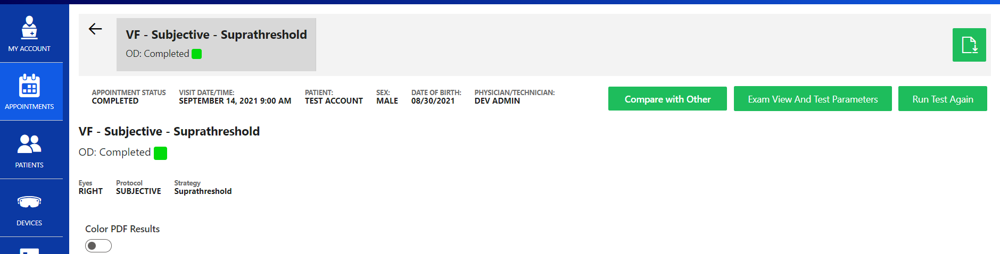 MY ACCOUNT
APPOINTMENTS
PATIENTS
DEVICES
VF - Subjective - Suprathreshold
OD: Completed
APPOINTMENT STATUS VISIT DATE/TIME: PATIENT: SEX: DATE OF BIRTH: PHYSICIAN/TECHNICIAN:
COMPLETED SEPTEMBER 14, 2021 9:00 AM TEST ACCOUNT MALE 08/30/2021 DEV ADMIN
Compare with Other Exam View And Test Parameters Run Test Again
VF - Subjective - Suprathreshold
OD: Completed
Eyes Protocol Strategy
RIGHT SUBJECTIVE Suprathreshold
Color PDF Results